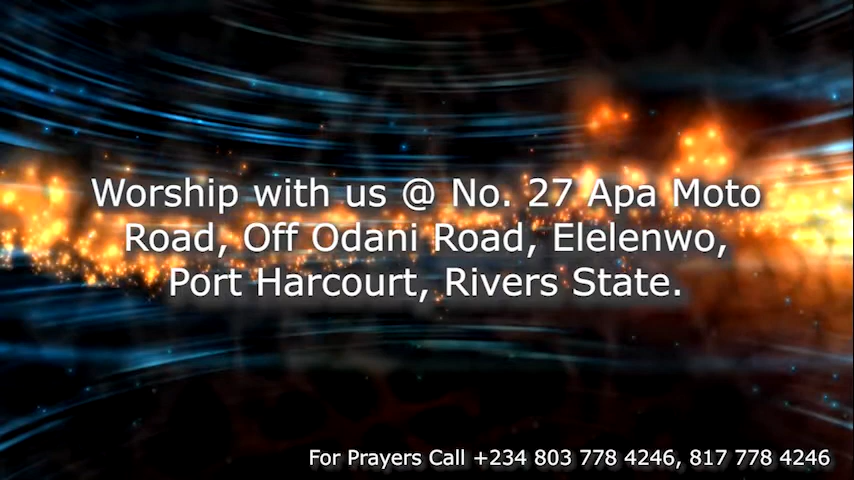 Worship with us @ No. 27 Apa Moto
Road, Off Odani Road, Elelenwo,
Port Harcourt, Rivers State.
For Prayers Call +234 803 778 4246, 817 778 4246